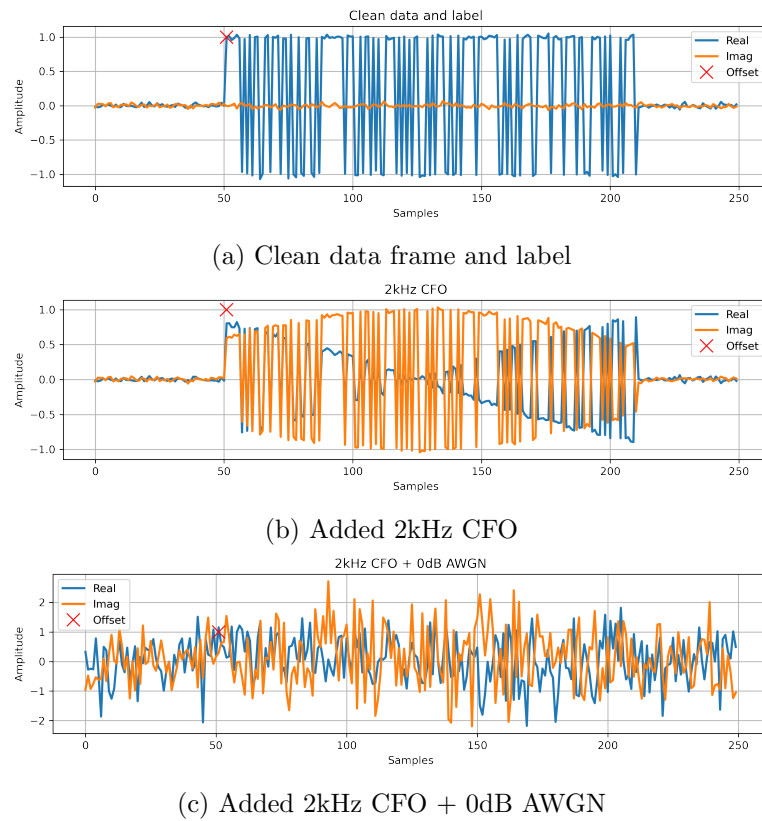 Clean data and label
1.0
0.5
0.0
−0.5
−1.0
Amplitude
Real
Imag
Offset
0 50 100 150 200 250
Samples
(a) Clean data frame and label
2kHz CFO
1.0
0.5
0.0
−0.5
−1.0
Amplitude
Real
Imag
Offset
0 50 100 150 200 250
Samples
(b) Added 2kHz CFO
2kHz CFO + 0dB AWGN
2
1
0
−1
−2
Amplitude
Real
Imag
Offset
0 50 100 150 200 250
Samples
(c) Added 2kHz CFO + 0dB AWGN